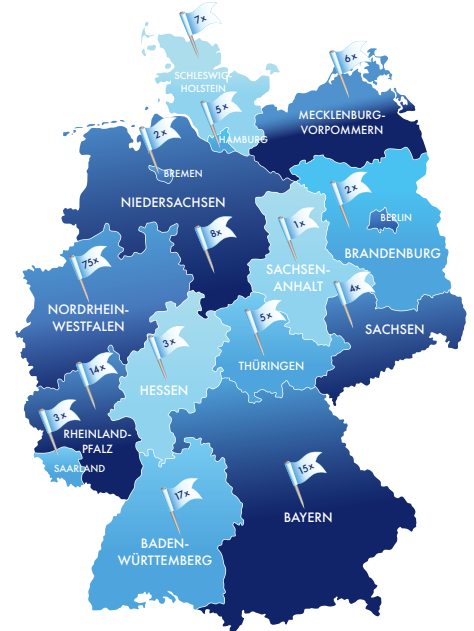 7x
SCHLESWIG-
HOLSTEIN
6x
MECKLENBURG-
VORPOMMERN
5x
HAMBURG
2x
BREMEN
NIEDERSACHSEN
8x
2x
BERLIN
BRANDENBURG
1x
SACHSEN-
ANHALT
75x
NORDRHEIN-
WESTFALEN
4x
SACHSEN
5x
THÜRINGEN
3x
HESSEN
14x
RHEINLAND-
PFALZ
3x
SAARLAND
15x
BAYERN
17x
BADEN-
WÜRTTEMBERG